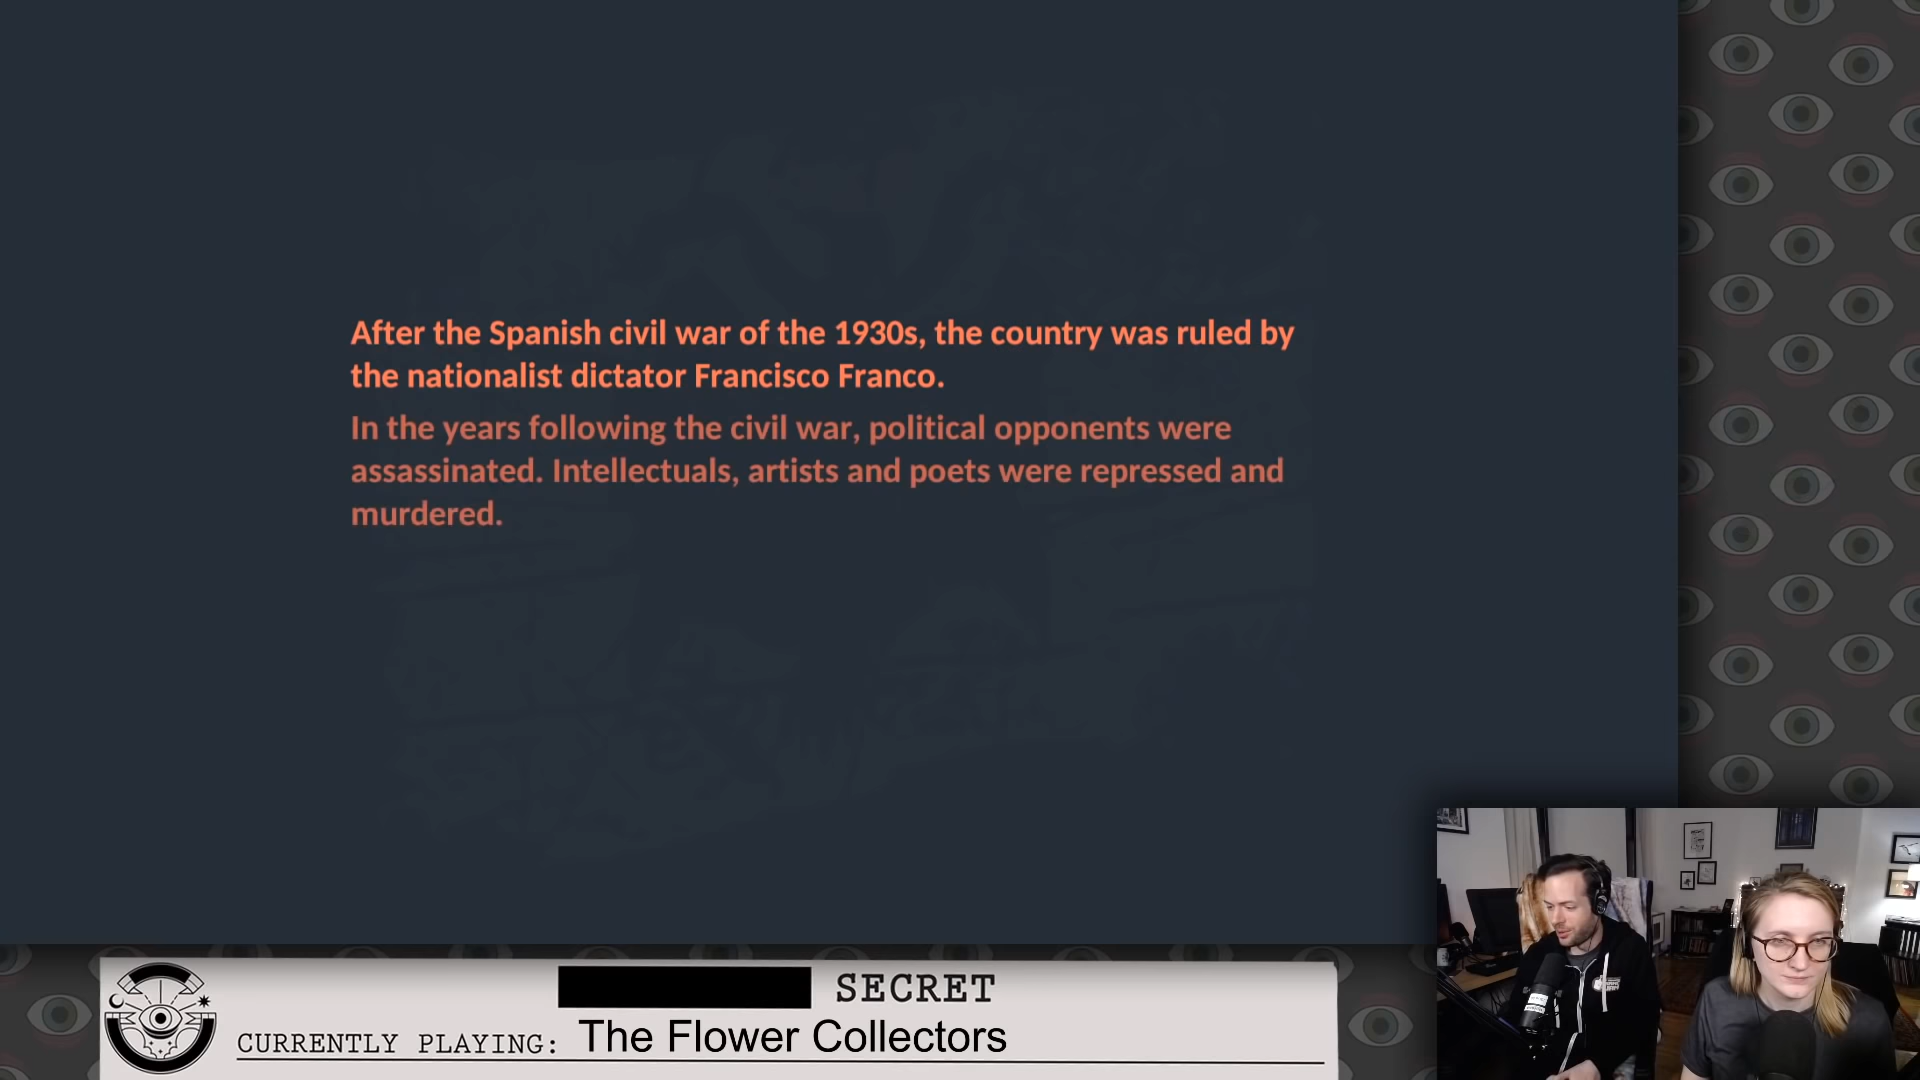 After the Spanish civil war of the 1930s, the country was ruled by
the nationalist dictator Francisco Franco.
In the years following the civil war, political opponents were
assassinated. Intellectuals, artists and poets were repressed and
murdered.
SECRET
CURRENTLY PLAYING: The Flower Collectors